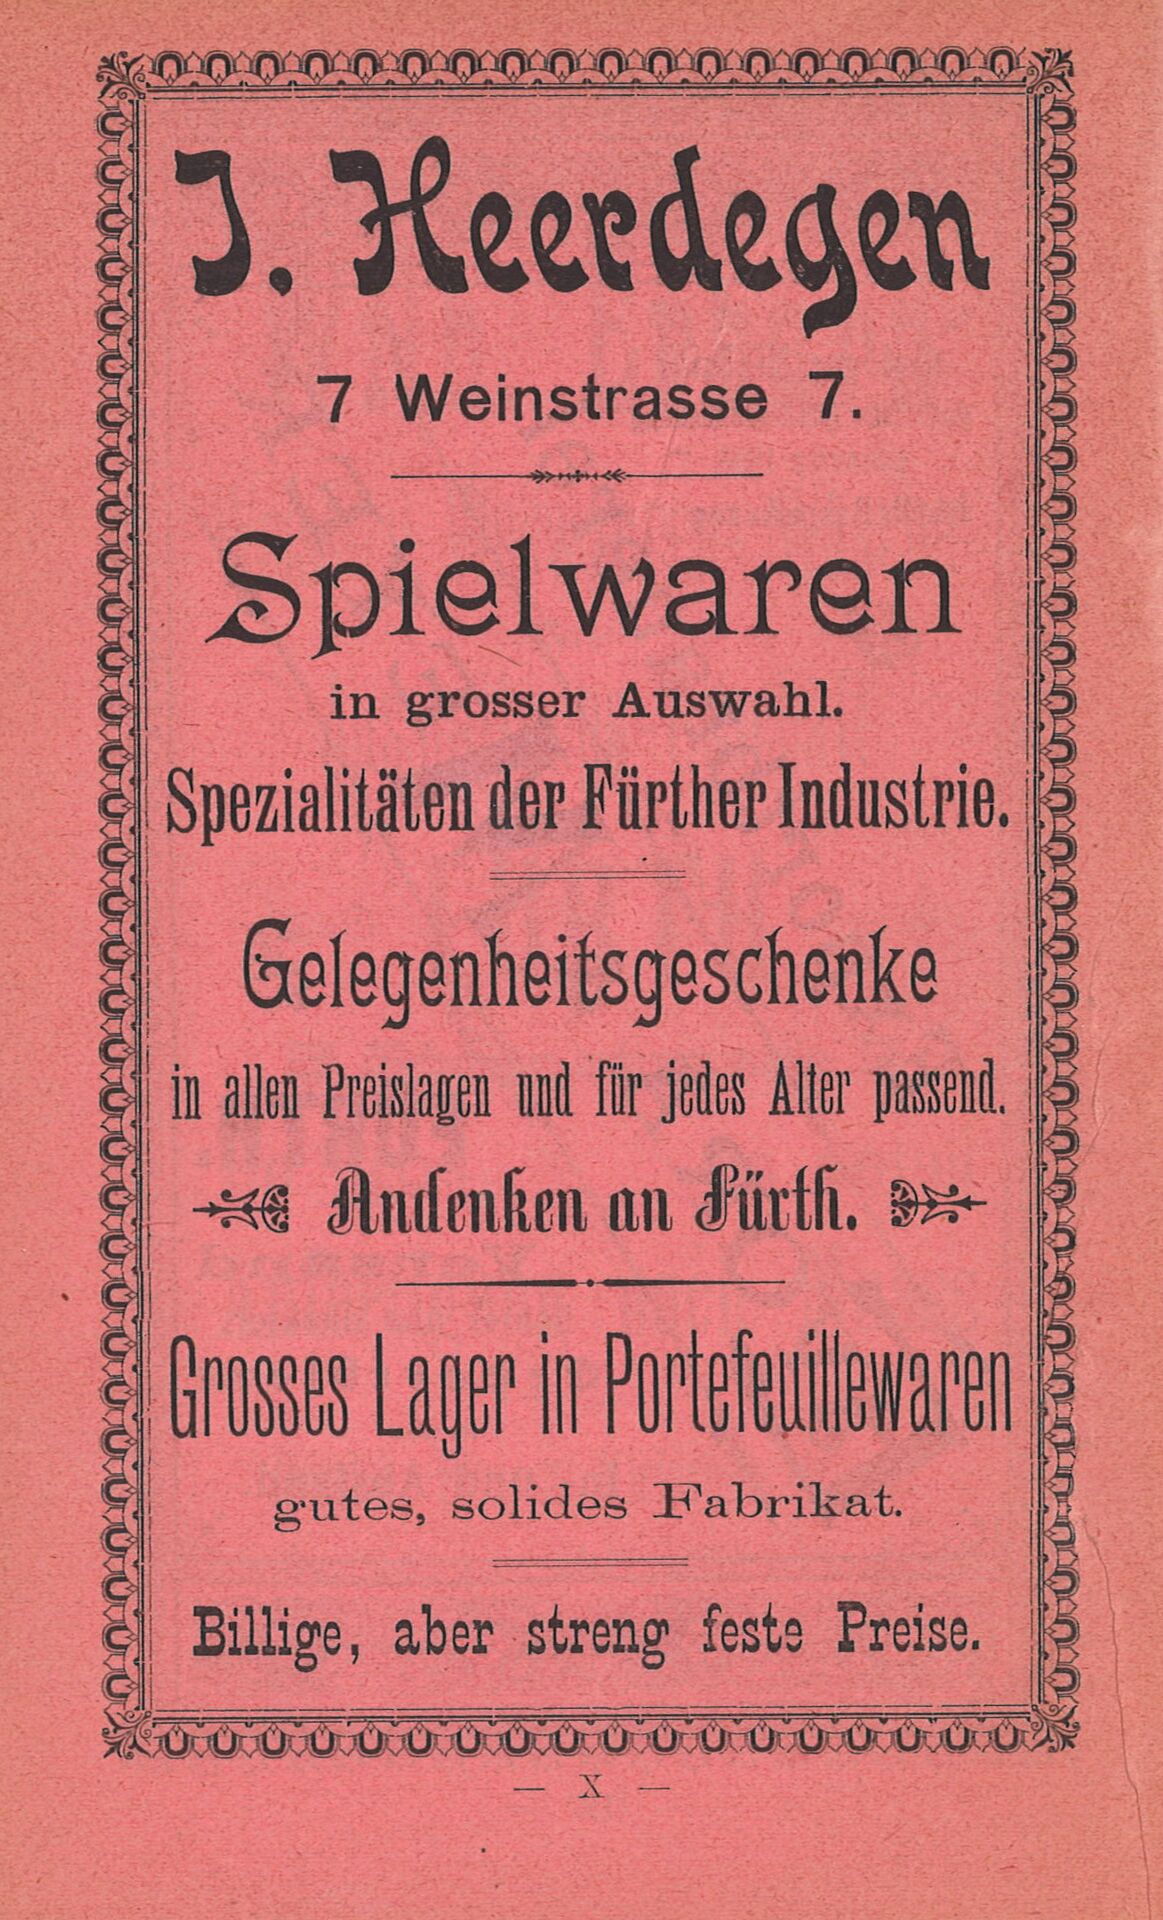 J. Heerdegen
7 Weinstrasse 7.
Spielwaren
in grosser Auswahl.
Spezialitäten der Fürther Industrie.
Gelegenheitsgeschenke
in allen Preislagen und für jedes Alter passend.
Andenken an Fürth.
Grosses Lager in Portefeuillewaren
gutes, solides Fabrikat.
Billige, aber streng feste Preise.
— X —